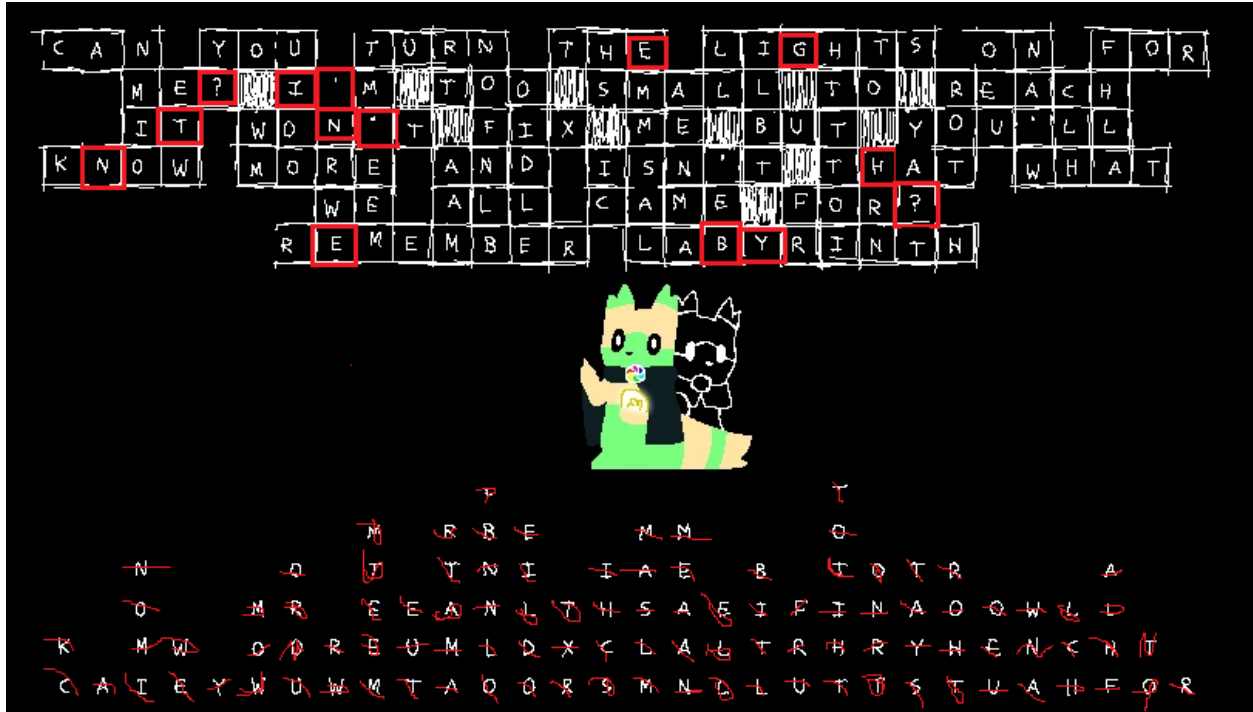 CAN YOU TURN THE LIGHTS ON FOR
ME? I'M TOO SMALL TO REACH
IT WON'T FIX ME BUT YOU'LL
KNOW MORE AND ISN'T THAT WHAT
WE ALL CAME FOR?
REMEMBER LABYRINTH
F T
M R B E M M O
N O T T N I I A E B I O T R A
O M R E E A N L T H S A E I F I N A O O W L L
K M W O O R E U M L D X C L A L T R H R Y H E N C H T
C A I E Y W U W M T A O O R S M N L L U T T S T U A H F O R